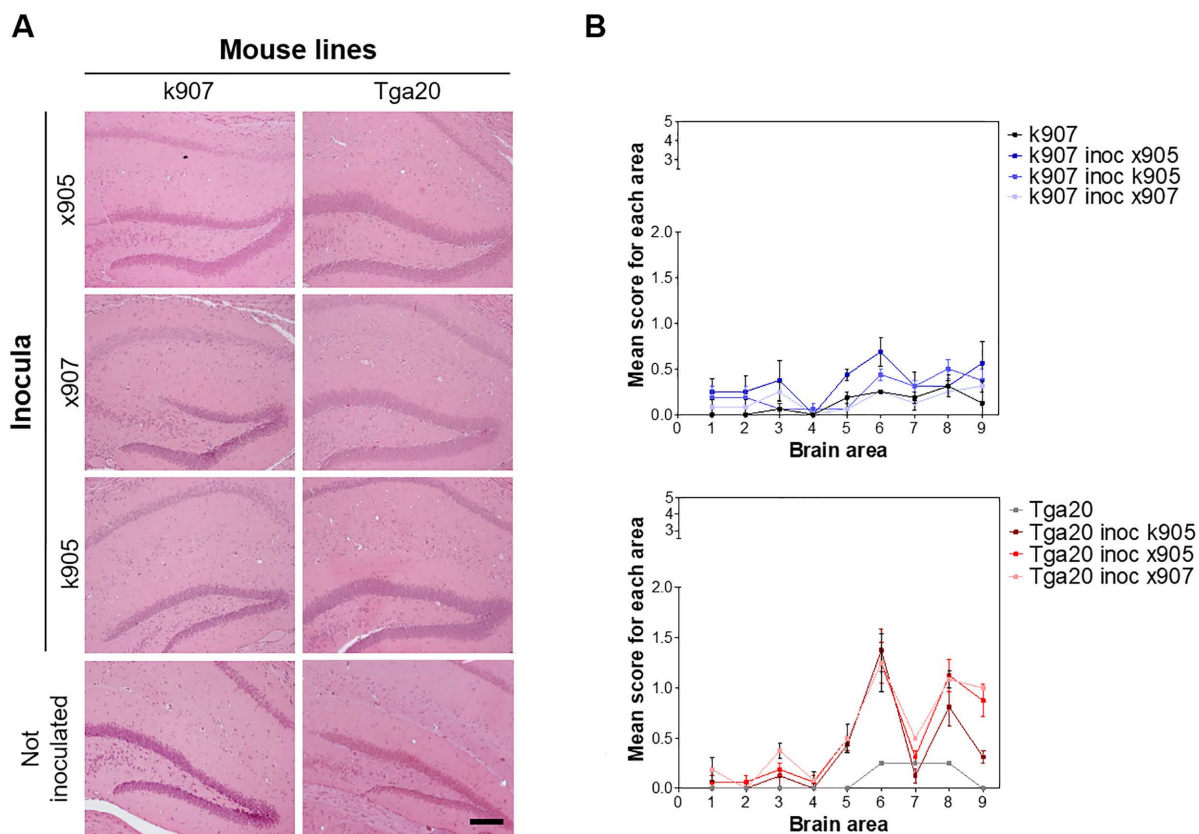 A
Mouse lines
k907 Tga20
Inocula
x905
x907
k905
Not
inoculated
B
Mean score for each area
5
4
3
2.0
1.5
1.0
0.5
0.0
0 1 2 3 4 5 6 7 8 9
Brain area
k907
k907 inoc x905
k907 inoc k905
k907 inoc x907
Mean score for each area
5
4
3
2.0
1.5
1.0
0.5
0.0
0 1 2 3 4 5 6 7 8 9
Brain area
Tga20
Tga20 inoc k905
Tga20 inoc x905
Tga20 inoc x907